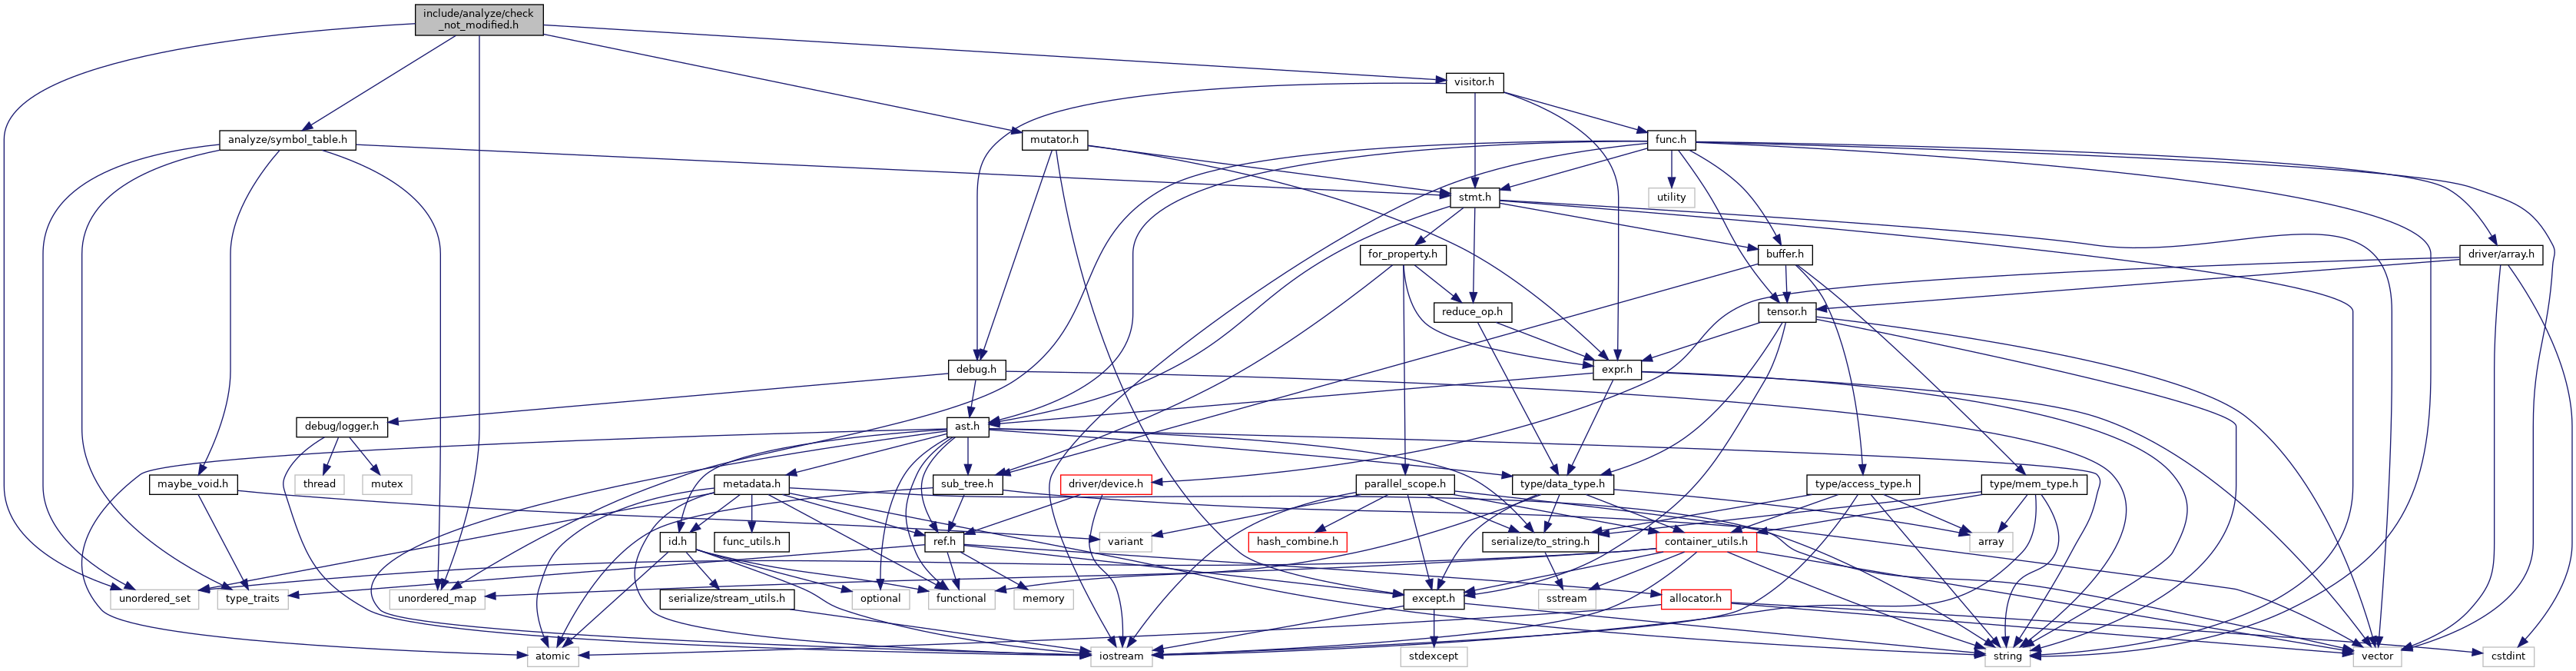 include/analyze/check
_not_modified.h
visitor.h
analyze/symbol_table.h
mutator.h
func.h
stmt.h
utility
for_property.h
buffer.h
driver/array.h
reduce_op.h
tensor.h
debug.h
expr.h
debug/logger.h
ast.h
maybe_void.h
thread
mutex
metadata.h
sub_tree.h
driver/device.h
parallel_scope.h
type/data_type.h
type/access_type.h
type/mem_type.h
id.h
func_utils.h
ref.h
variant
hash_combine.h
serialize/to_string.h
container_utils.h
array
unordered_set
type_traits
unordered_map
serialize/stream_utils.h
optional
functional
memory
except.h
sstream
allocator.h
atomic
iostream
stdexcept
string
vector
cstdint